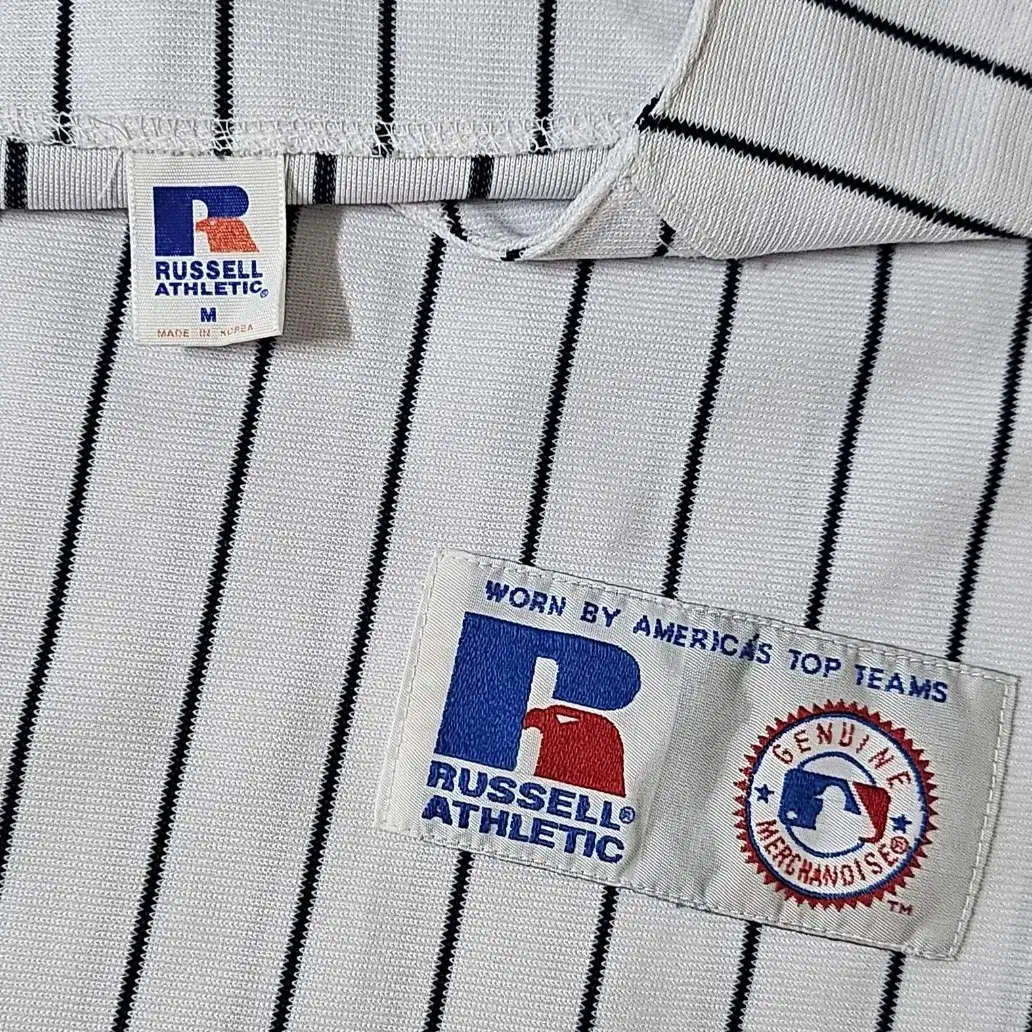 RUSSELL
ATHLETIC®
M
MADE IN KOREA
WORN BY AMERICA'S TOP TEAMS
RUSSELL®
ATHLETIC
GENUINE
MERCHANDISE®
TM